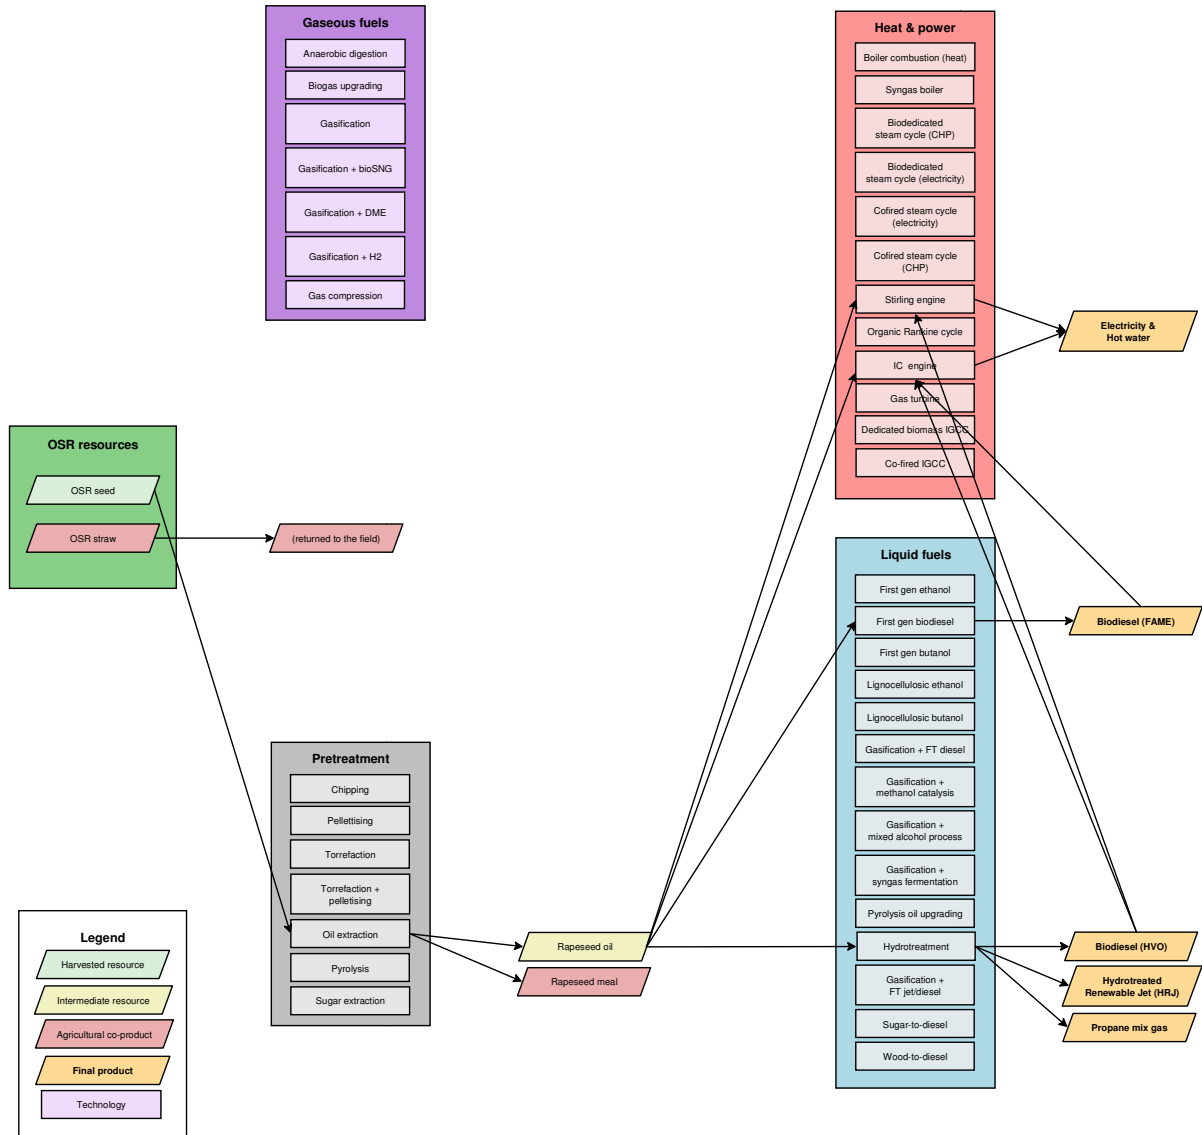 Gaseous fuels
Anaerobic digestion
Biogas upgrading
Gasification
Gasification + bioSNG
Gasification + DME
Gasification + H2
Gas compression
Heat & power
Boiler combustion (heat)
Syngas boiler
Biodedicated
steam cycle (CHP)
Biodedicated
steam cycle (electricity)
Cofired steam cycle
(electricity)
Cofired steam cycle
(CHP)
Stirling engine
Organic Rankine cycle
IC engine
Gas turbine
Dedicated biomass IGCC
Co-fired IGCC
Electricity &
Hot water
OSR resources
OSR seed
OSR straw
(returned to the field)
Liquid fuels
First gen ethanol
First gen biodiesel
First gen butanol
Lignocellulosic ethanol
Lignocellulosic butanol
Gasification + FT diesel
Gasification +
methanol catalysis
Gasification +
mixed alcohol process
Gasification +
syngas fermentation
Pyrolysis oil upgrading
Hydrotreatment
Gasification +
FT jet/diesel
Sugar-to-diesel
Wood-to-diesel
Biodiesel (FAME)
Biodiesel (HVO)
Hydrotreated
Renewable Jet (HRJ)
Propane mix gas
Pretreatment
Chipping
Pellettising
Torrefaction
Torrefaction +
pelletising
Oil extraction
Pyrolysis
Sugar extraction
Rapeseed oil
Rapeseed meal
Legend
Harvested resource
Intermediate resource
Agricultural co-product
Final product
Technology